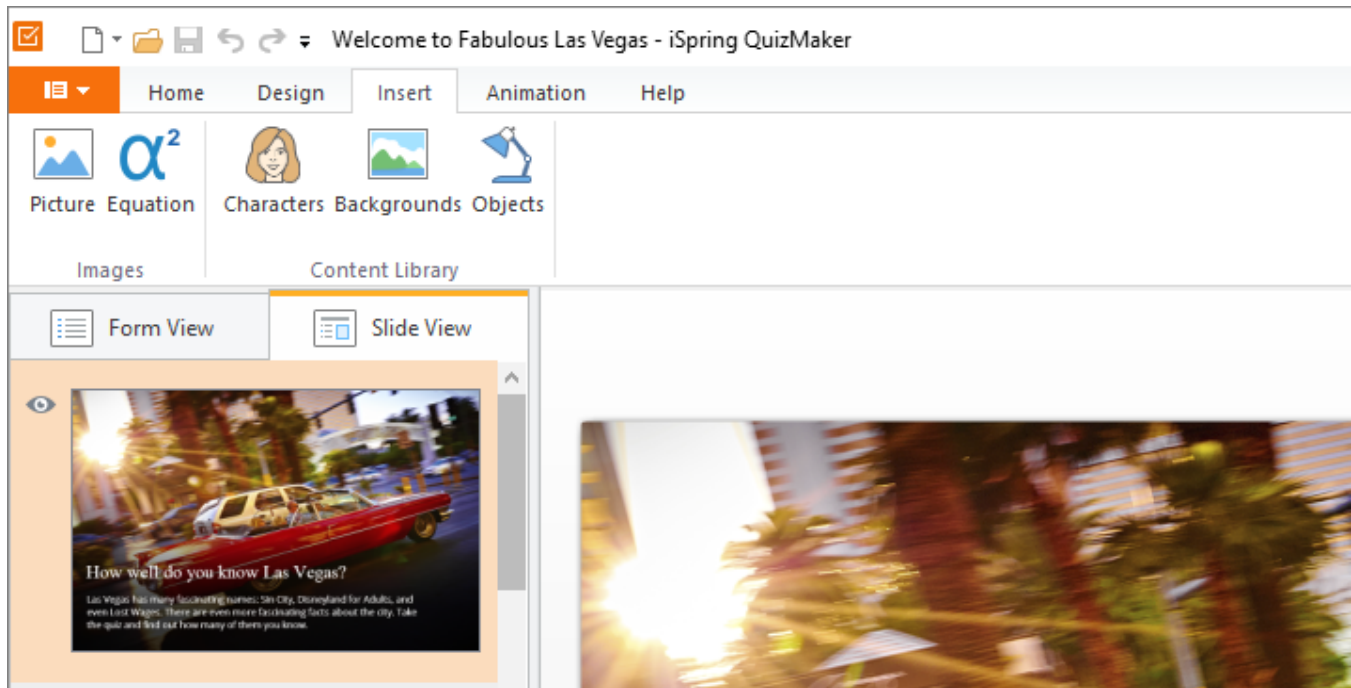 Welcome to Fabulous Las Vegas - iSpring QuizMaker
Home Design Insert Animation Help
Picture Equation Characters Backgrounds Objects
Images Content Library
Form View Slide View
How well do you know Las Vegas?
Las Vegas has many fascinating names: Sin City, Disneyland for Adults, and
even Lost Wages. There are even more fascinating facts about the city. Take
the quiz and find out how many of them you know.